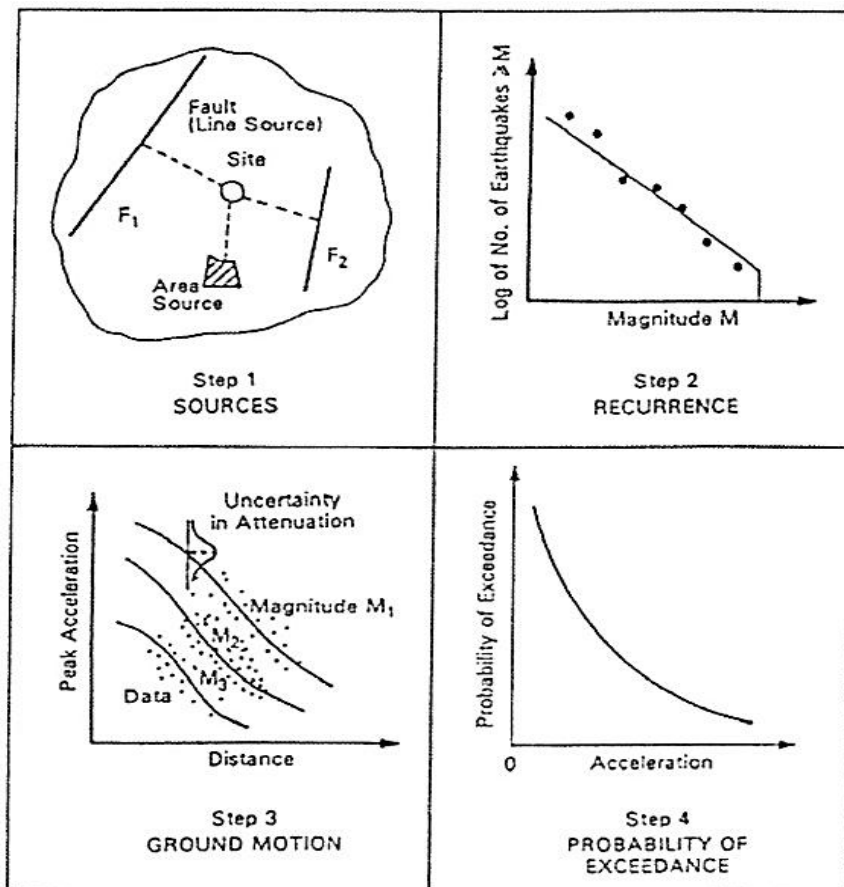 Fault
(Line Source)
Site
F1
F2
Area
Source
Step 1
SOURCES
Log of No. of Earthquakes ≥M
Magnitude M
Step 2
RECURRENCE
Uncertainty
in Attenuation
Magnitude M1
M2
M3
Data
Peak Acceleration
Distance
Step 3
GROUND MOTION
Probability of Exceedance
0
Acceleration
Step 4
PROBABILITY OF
EXCEEDANCE